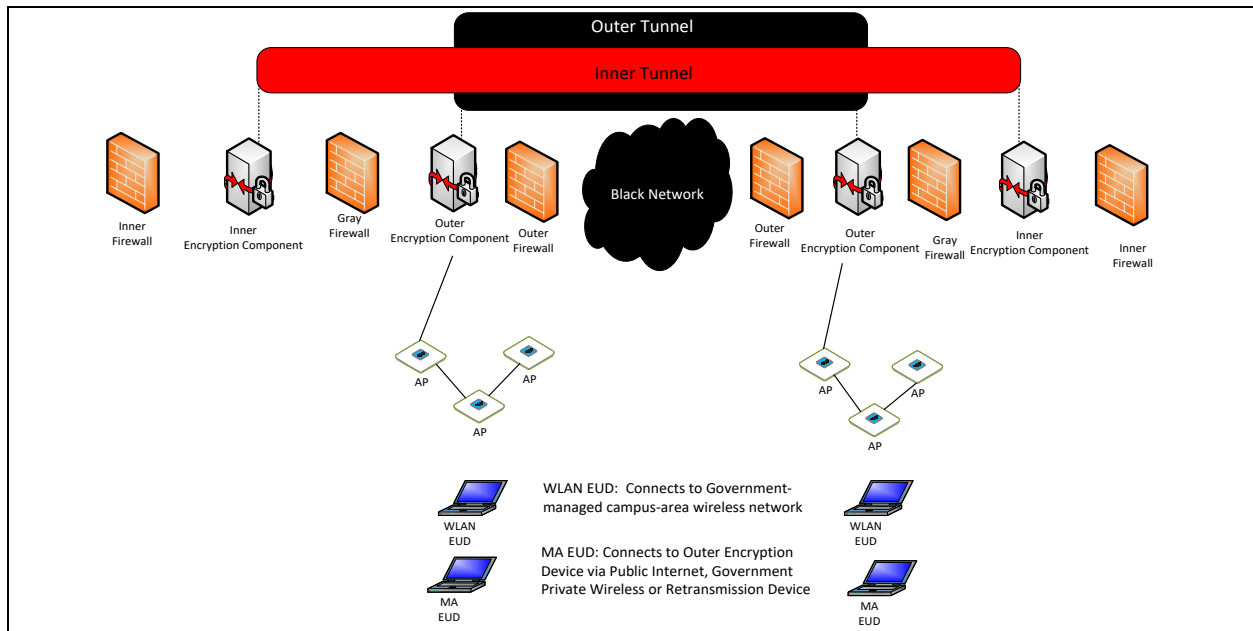 Outer Tunnel
Inner Tunnel
Inner
Firewall
Inner
Encryption Component
Gray
Firewall
Outer
Encryption Component
Outer
Firewall
Black Network
Outer
Firewall
Outer
Encryption Component
Gray
Firewall
Inner
Encryption Component
Inner
Firewall
AP
AP
AP
AP
AP
AP
WLAN
EUD
WLAN EUD: Connects to Government-
managed campus-area wireless network
WLAN
EUD
MA
EUD
MA EUD: Connects to Outer Encryption
Device via Public Internet, Government
Private Wireless or Retransmission Device
MA
EUD